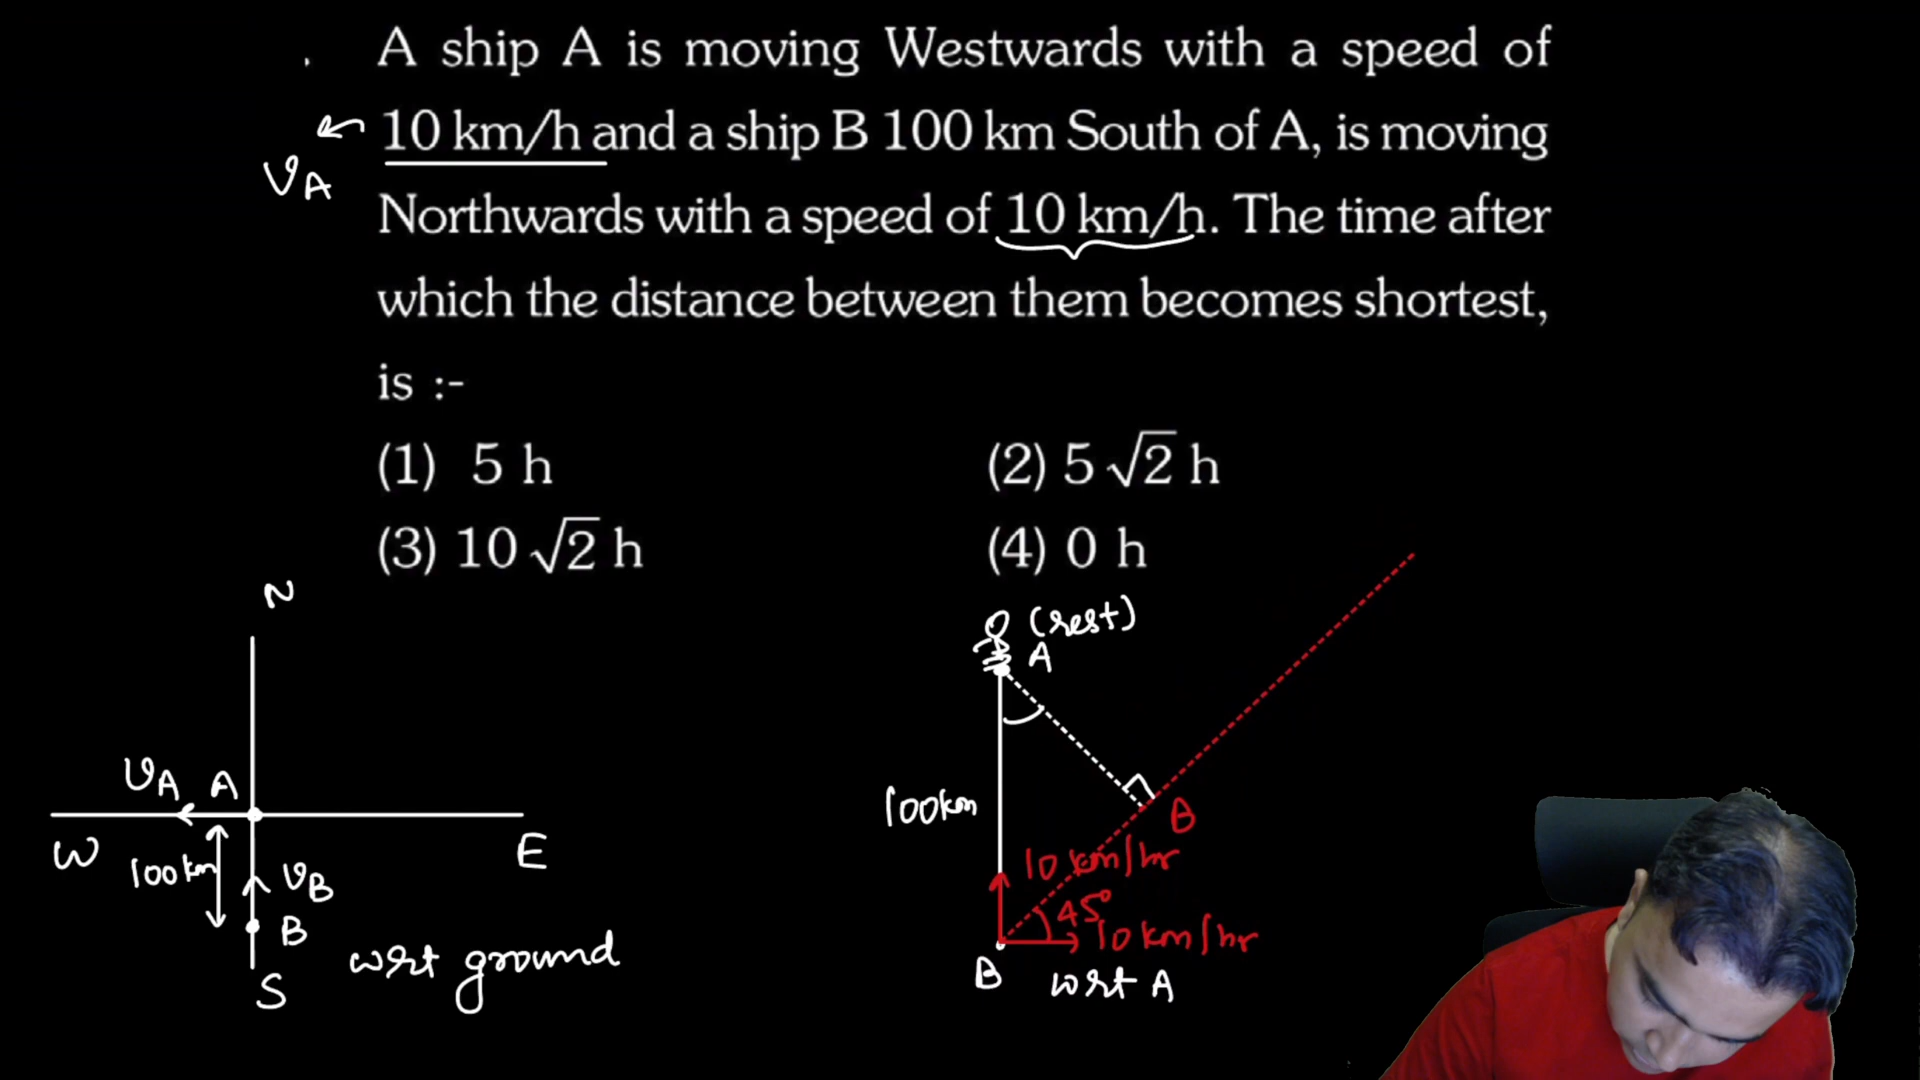 A ship A is moving Westwards with a speed of
10 km/h and a ship B 100 km South of A, is moving
Northwards with a speed of 10 km/h. The time after
which the distance between them becomes shortest,
is :-
(1) 5 h (2) 5 √2 h
(3) 10 √2 h (4) 0 h
vA
N
vA A
W E
100km
vB
B
S
wrt ground
(rest)
A
100km
B
10 km/hr
45°
10 km/hr
B
wrt A